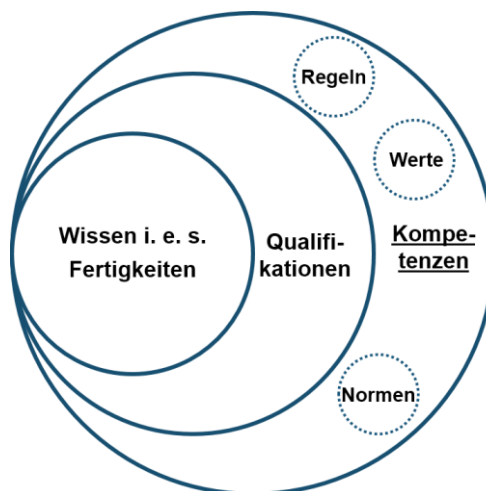 Regeln
Werte
Wissen i. e. s.
Fertigkeiten
Qualifi-
kationen
Kompe-
tenzen
Normen